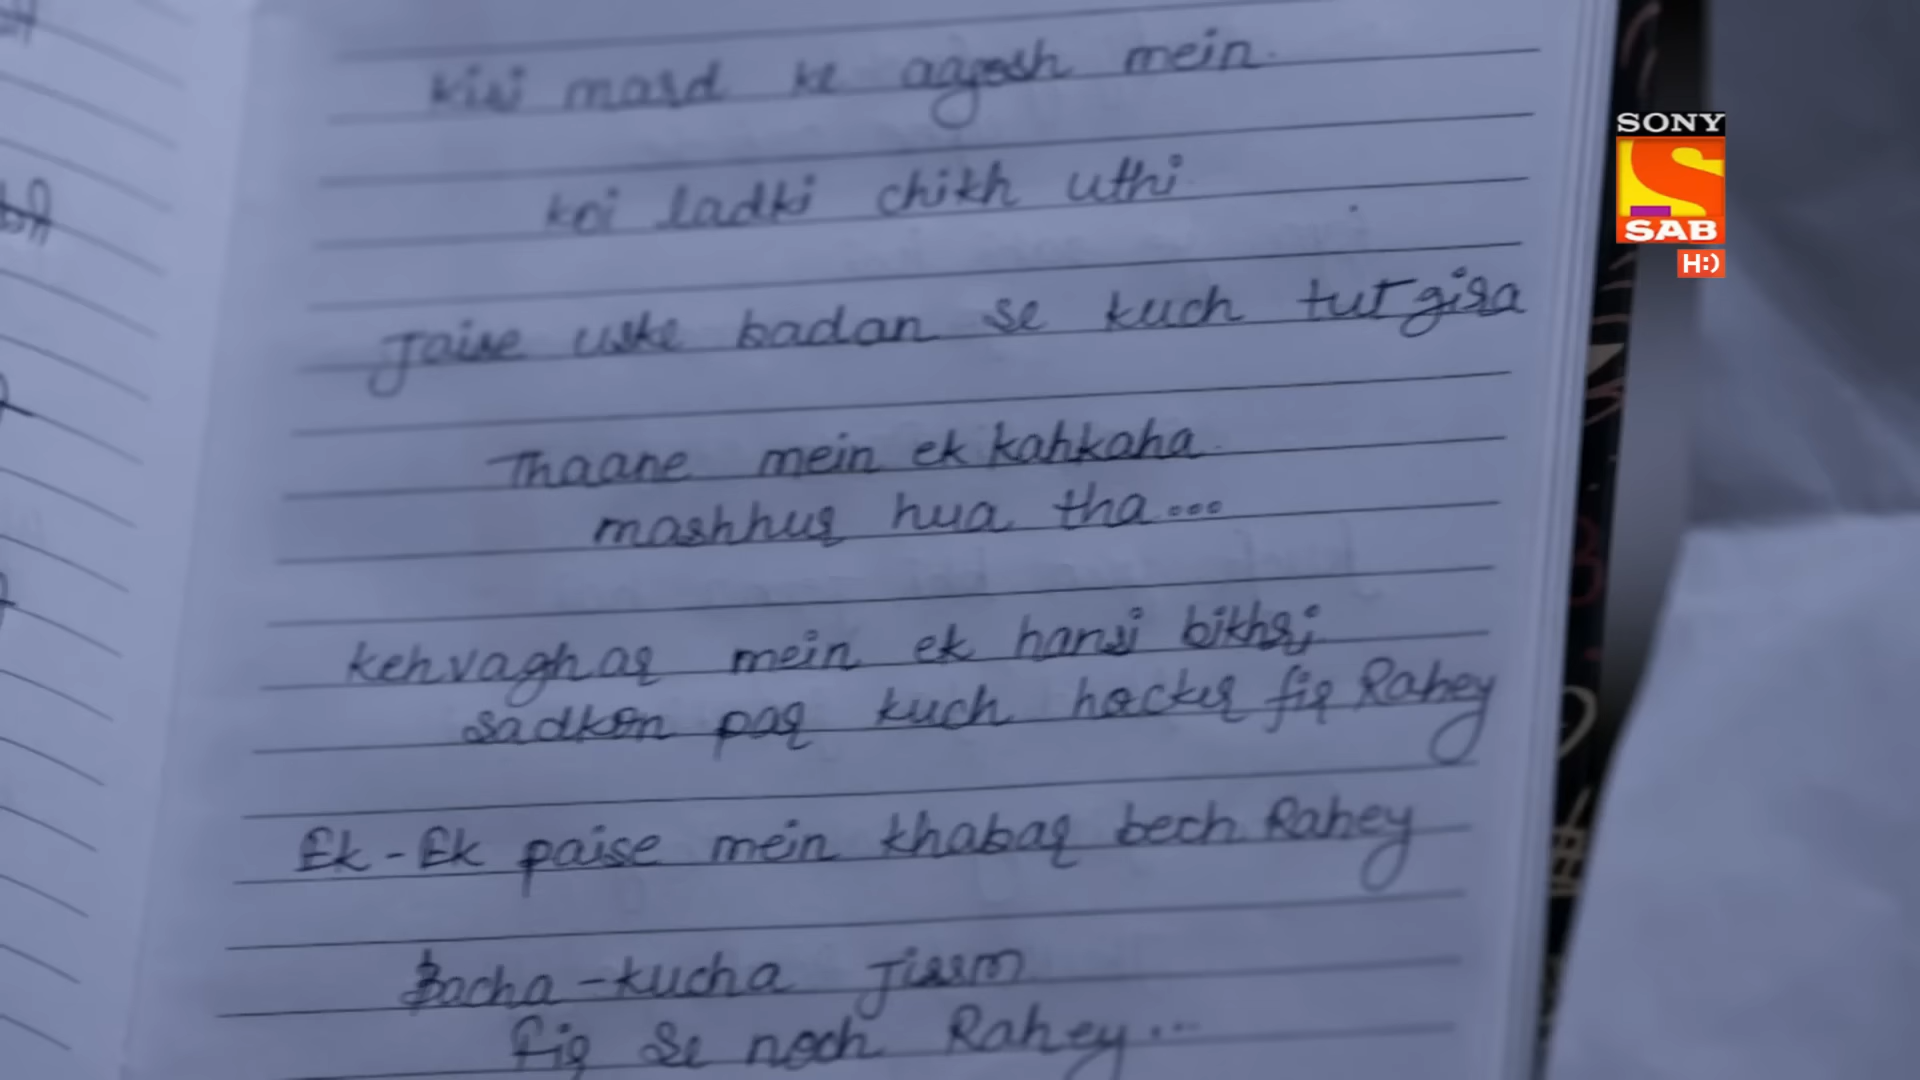 Kisi mard ke aagosh mein.
koi ladki chikh uthi
Jaise uske badan se kuch tut gira
Thaane mein ek kahkaha
mashhur hua tha...
kehvaghar mein ek hansi bikhri
sadkon par kuch hocker fir Rahey
Ek-Ek paise mein khabar bech Rahey
Bacha-kucha Jissm
fir se noch Rahey...
SONY
SAB
H:)